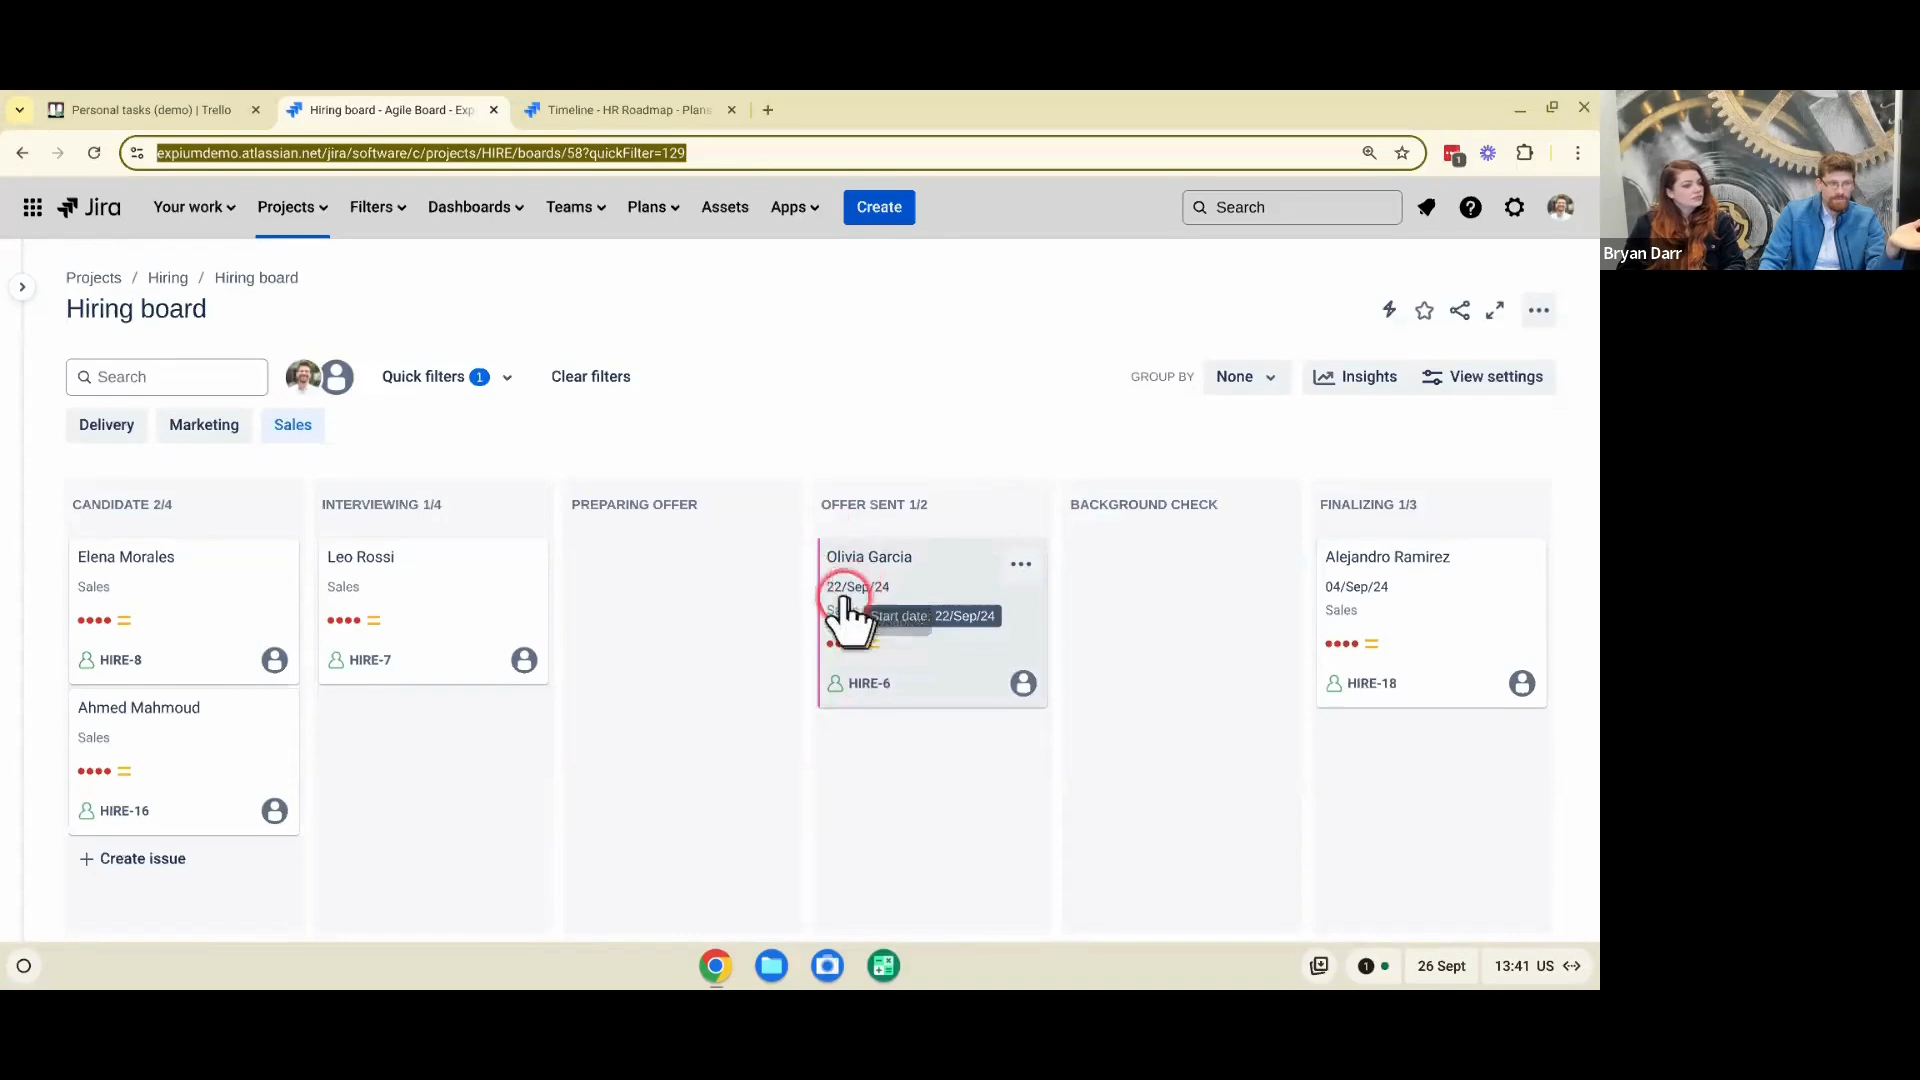 Personal tasks (demo) | Trello
Hiring board - Agile Board - Exp
Timeline - HR Roadmap - Plans
expiumdemo.atlassian.net/jira/software/c/projects/HIRE/boards/58?quickFilter=129
1
Jira
Your work
Projects
Filters
Dashboards
Teams
Plans
Assets
Apps
Create
Search
Bryan Darr
Projects / Hiring / Hiring board
Hiring board
Search
Quick filters 1
Clear filters
GROUP BY
None
Insights
View settings
Delivery
Marketing
Sales
CANDIDATE 2/4
INTERVIEWING 1/4
PREPARING OFFER
OFFER SENT 1/2
BACKGROUND CHECK
FINALIZING 1/3
Elena Morales
Sales
HIRE-8
Ahmed Mahmoud
Sales
HIRE-16
+ Create issue
Leo Rossi
Sales
HIRE-7
Olivia Garcia
22/Sep/24
Start date: 22/Sep/24
HIRE-6
Alejandro Ramirez
04/Sep/24
Sales
HIRE-18
1
26 Sept
13:41 US